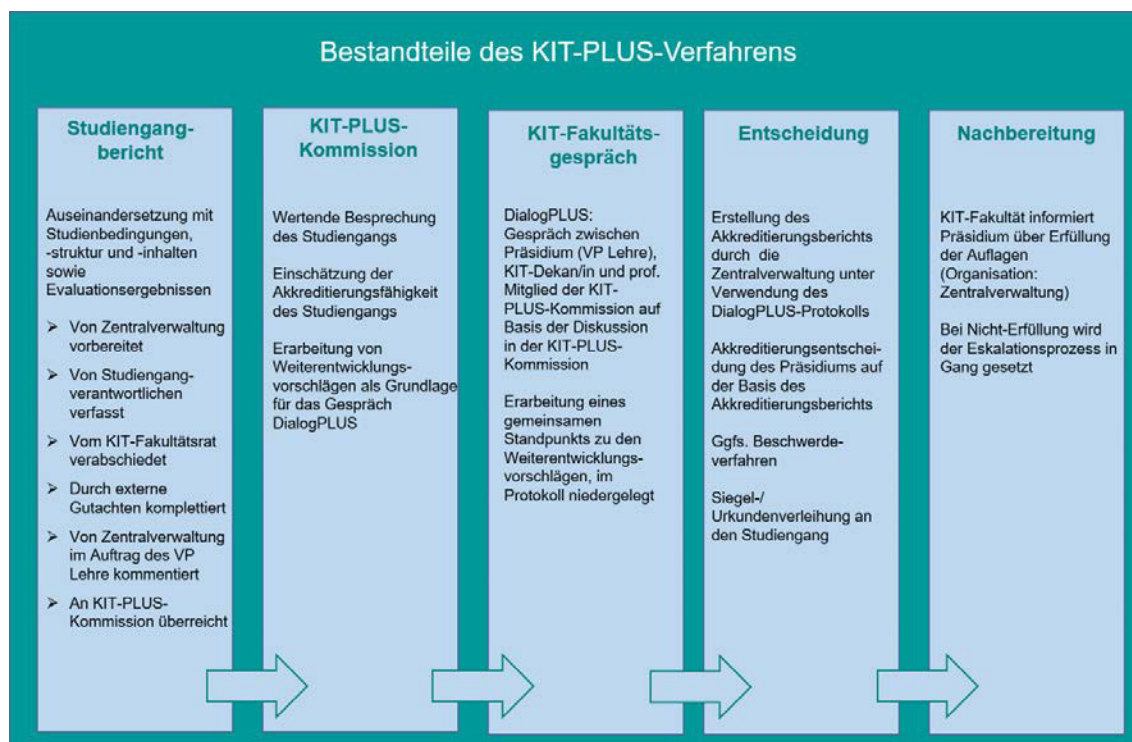 Bestandteile des KIT-PLUS-Verfahrens
Studiengang-
bericht
Auseinandersetzung mit
Studienbedingungen,
-struktur und -inhalten
sowie
Evaluationsergebnissen
➢ Von Zentralverwaltung
vorbereitet
➢ Von Studiengang-
verantwortlichen
verfasst
➢ Vom KIT-Fakultätsrat
verabschiedet
➢ Durch externe
Gutachten komplettiert
➢ Von Zentralverwaltung
im Auftrag des VP
Lehre kommentiert
➢ An KIT-PLUS-
Kommission überreicht
KIT-PLUS-
Kommission
Wertende Besprechung
des Studiengangs
Einschätzung der
Akkreditierungsfähigkeit
des Studiengangs
Erarbeitung von
Weiterentwicklungs-
vorschlägen als Grundlage
für das Gespräch
DialogPLUS
KIT-Fakultäts-
gespräch
DialogPLUS:
Gespräch zwischen
Präsidium (VP Lehre),
KIT-Dekan/in und prof.
Mitglied der KIT-
PLUS-Kommission auf
Basis der Diskussion
in der KIT-PLUS-
Kommission
Erarbeitung eines
gemeinsamen
Standpunkts zu den
Weiterentwicklungs-
vorschlägen, im
Protokoll niedergelegt
Entscheidung
Erstellung des
Akkreditierungsberichts
durch die
Zentralverwaltung unter
Verwendung des
DialogPLUS-Protokolls
Akkreditierungsentschei-
dung des Präsidiums auf
der Basis des
Akkreditierungsberichts
Ggfs. Beschwerde-
verfahren
Siegel-/
Urkundenverleihung an
den Studiengang
Nachbereitung
KIT-Fakultät informiert
Präsidium über Erfüllung
der Auflagen
(Organisation:
Zentralverwaltung)
Bei Nicht-Erfüllung wird
der Eskalationsprozess in
Gang gesetzt